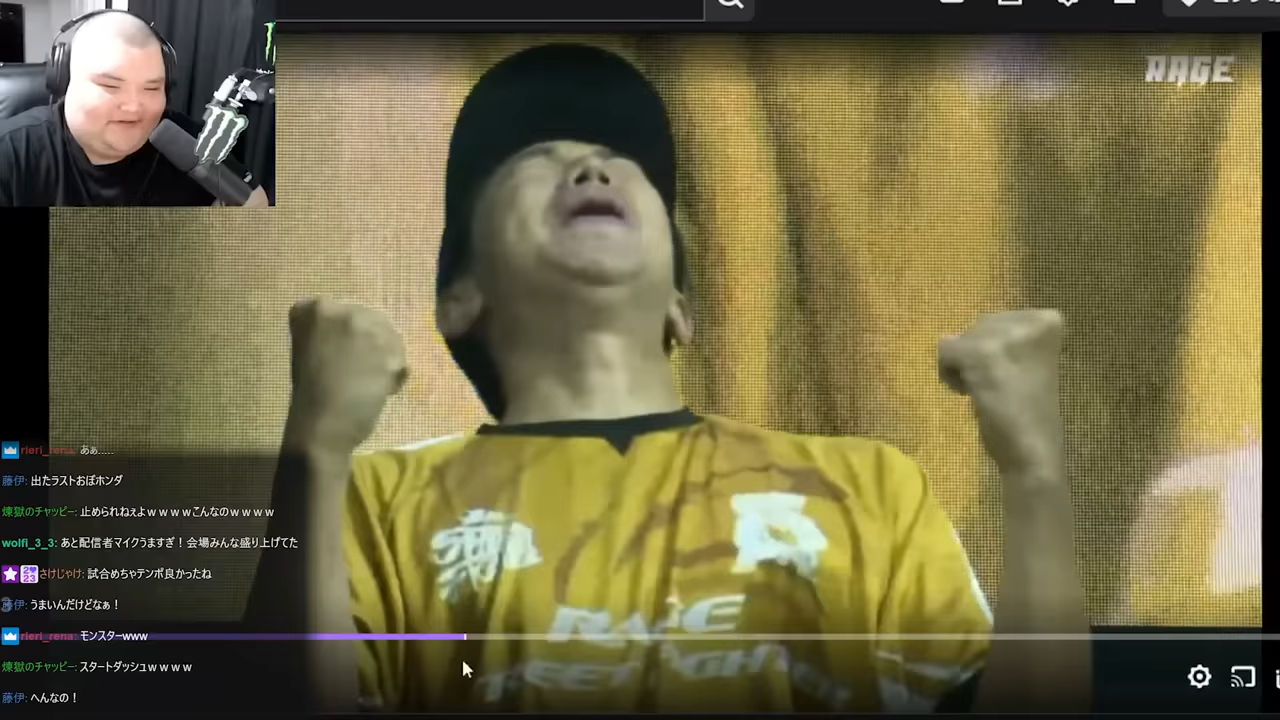 RAGE
rieri_rena: あぁ.....
藤伊: 出たラストおぼホンダ
煉獄のチャッピー: 止められねぇよｗｗｗｗこんなのｗｗｗｗ
wolfi_3_3: あと配信者マイクうますぎ！会場みんな盛り上げてた
さけじゃけ: 試合めちゃテンポ良かったね
藤伊: うまいんだけどなぁ！
rieri_rena: モンスターwww
煉獄のチャッピー: スタートダッシュｗｗｗｗ
藤伊: へんなの！
RAGE